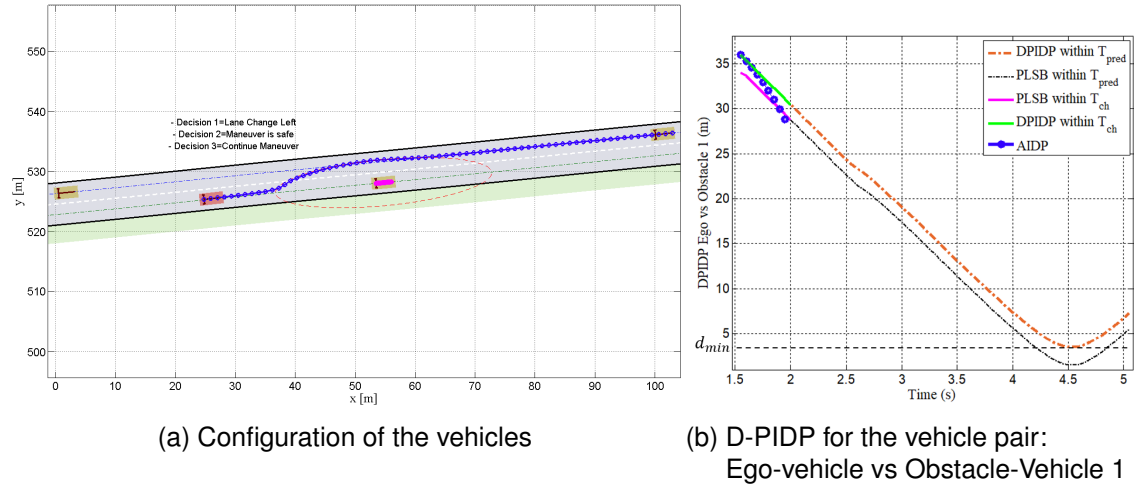 550
540
530
520
510
500
y [m]
- Decision 1=Lane Change Left
- Decision 2=Maneuver is safe
- Decision 3=Continue Maneuver
0 10 20 30 40 50 60 70 80 90 100
x [m]
(a) Configuration of the vehicles
35
30
25
20
15
10
5
0
d_min
DPIDP Ego vs Obstacle 1 (m)
DPIDP within T_pred
PLSB within T_pred
PLSB within T_ch
DPIDP within T_ch
AIDP
1.5 2 2.5 3 3.5 4 4.5 5
Time (s)
(b) D-PIDP for the vehicle pair:
Ego-vehicle vs Obstacle-Vehicle 1